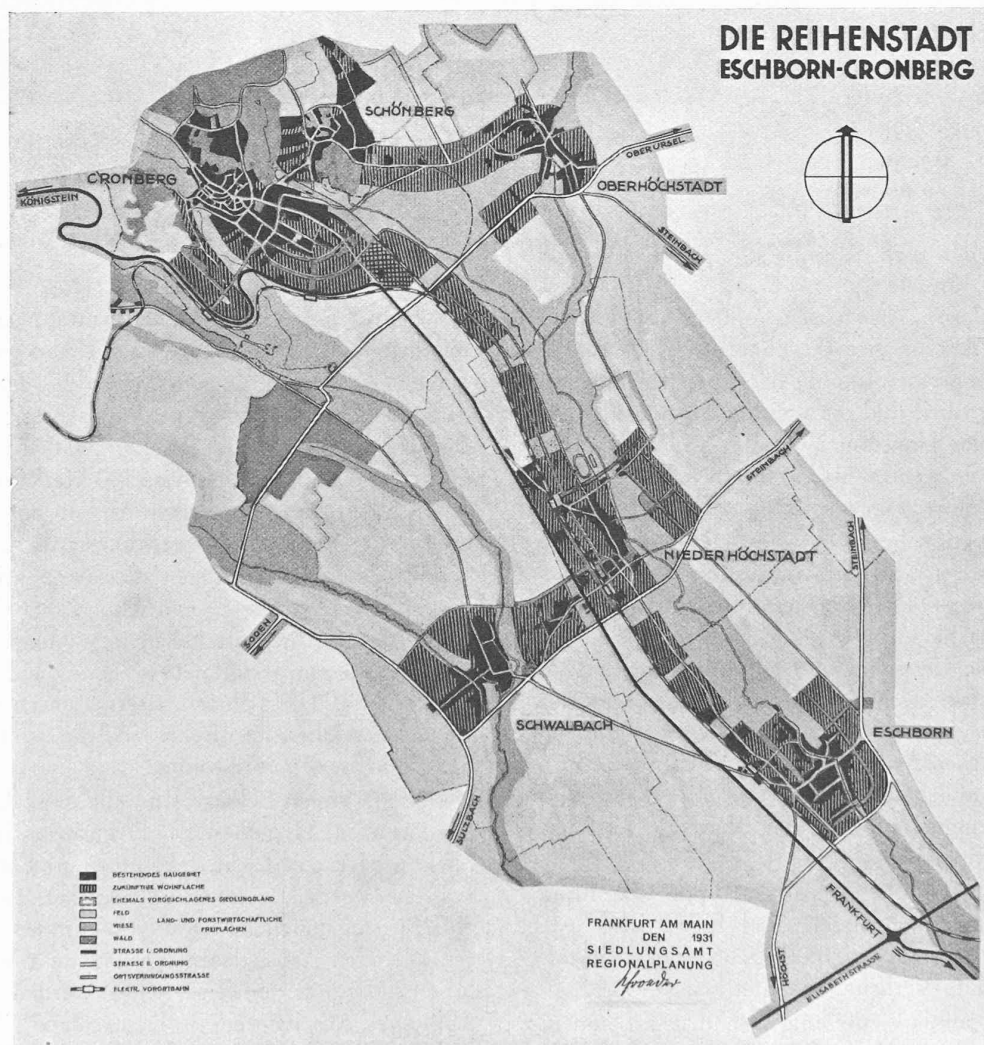 DIE REIHENSTADT
ESCHBORN-CRONBERG
SCHÖNBERG
CRONBERG
KÖNIGSTEIN
OBERURSEL
OBERHÖCHSTADT
STEINBACH
STEINBACH
STEINBACH
NIEDERHÖCHSTADT
SODEN
SCHWALBACH
ESCHBORN
SULZBACH
FRANKFURT
HÖCHST
ELISABETHSTRASSE
BESTEHENDES BAUGEBIET
ZUKÜNFTIGE WOHNFLÄCHE
EHEMALS VORGESCHLAGENES SIEDLUNGSLAND
FELD
WIESE
WALD
LAND- UND FORSTWIRTSCHAFTLICHE
FREIFLÄCHEN
STRASSE I. ORDNUNG
STRASSE II. ORDNUNG
ORTSVERBINDUNGSSTRASSE
ELEKTR. VORORTBAHN
FRANKFURT AM MAIN
DEN 1931
SIEDLUNGSAMT
REGIONALPLANUNG